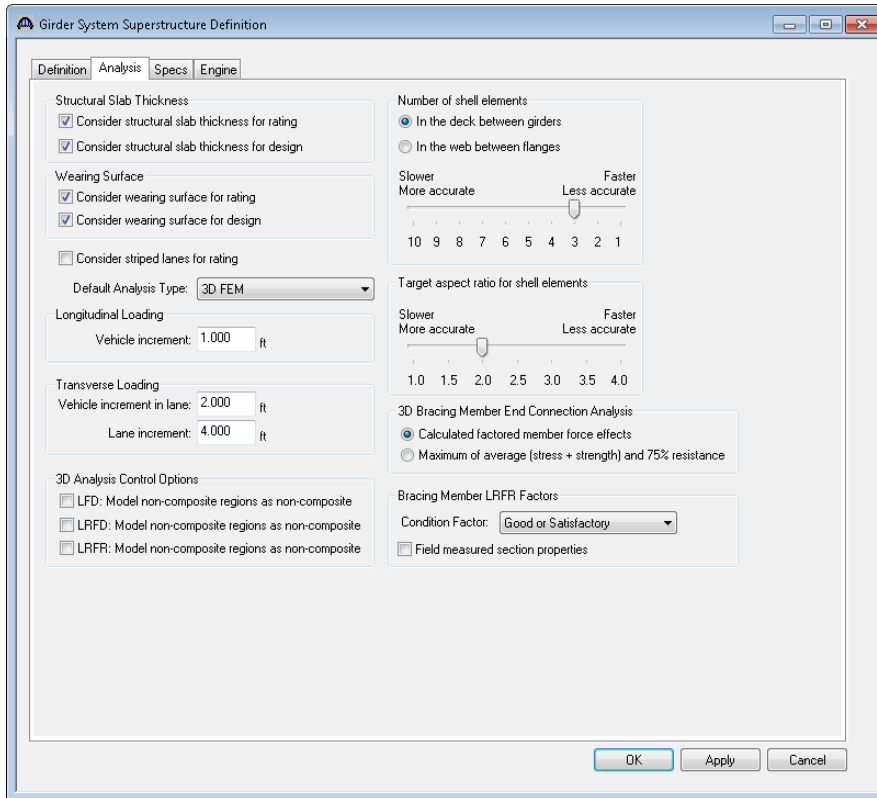 Girder System Superstructure Definition
Definition Analysis Specs Engine
Structural Slab Thickness
Consider structural slab thickness for rating
Consider structural slab thickness for design
Wearing Surface
Consider wearing surface for rating
Consider wearing surface for design
Consider striped lanes for rating
Default Analysis Type: 3D FEM
Longitudinal Loading
Vehicle increment: 1.000 ft
Transverse Loading
Vehicle increment in lane: 2.000 ft
Lane increment: 4.000 ft
3D Analysis Control Options
LFD: Model non-composite regions as non-composite
LRFD: Model non-composite regions as non-composite
LRFR: Model non-composite regions as non-composite
Number of shell elements
In the deck between girders
In the web between flanges
Slower Faster
More accurate Less accurate
10 9 8 7 6 5 4 3 2 1
Target aspect ratio for shell elements
Slower Faster
More accurate Less accurate
1.0 1.5 2.0 2.5 3.0 3.5 4.0
3D Bracing Member End Connection Analysis
Calculated factored member force effects
Maximum of average (stress + strength) and 75% resistance
Bracing Member LRFR Factors
Condition Factor: Good or Satisfactory
Field measured section properties
OK Apply Cancel